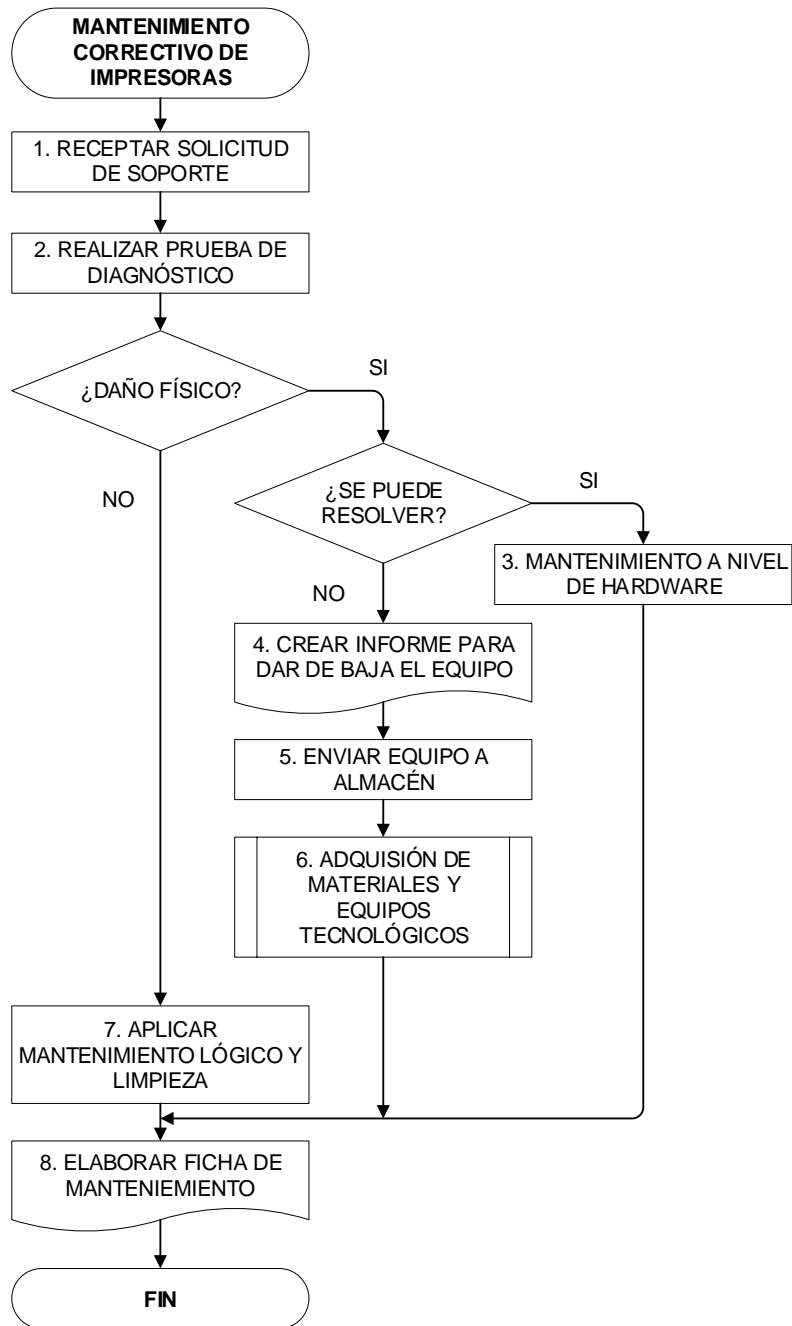 MANTENIMIENTO
CORRECTIVO DE
IMPRESORAS
1. RECEPTAR SOLICITUD
DE SOPORTE
2. REALIZAR PRUEBA DE
DIAGNÓSTICO
¿DAÑO FÍSICO?
SI
NO
¿SE PUEDE
RESOLVER?
SI
3. MANTENIMIENTO A NIVEL
DE HARDWARE
NO
4. CREAR INFORME PARA
DAR DE BAJA EL EQUIPO
5. ENVIAR EQUIPO A
ALMACÉN
6. ADQUISIÓN DE
MATERIALES Y
EQUIPOS
TECNOLÓGICOS
7. APLICAR
MANTENIMIENTO LÓGICO Y
LIMPIEZA
8. ELABORAR FICHA DE
MANTENIEMIENTO
FIN